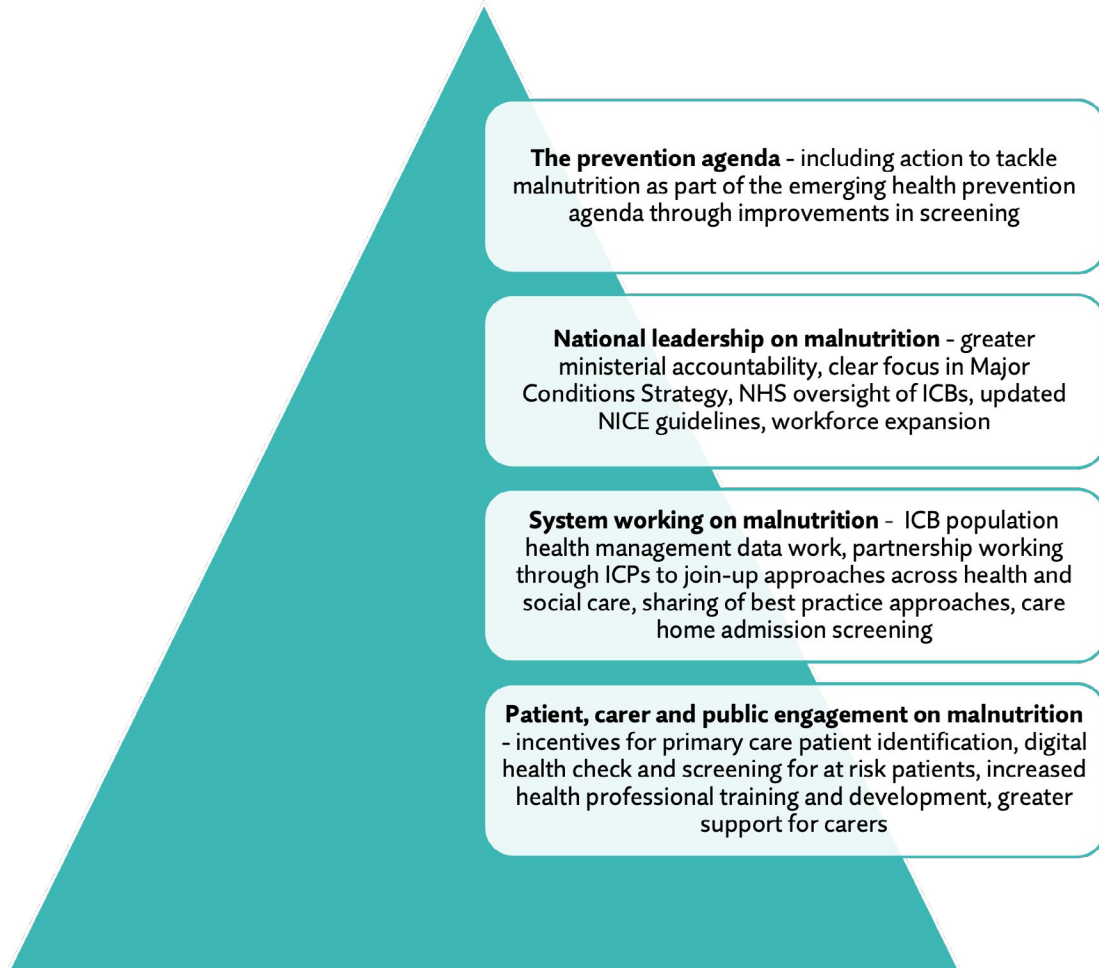 The prevention agenda - including action to tackle
malnutrition as part of the emerging health prevention
agenda through improvements in screening
National leadership on malnutrition - greater
ministerial accountability, clear focus in Major
Conditions Strategy, NHS oversight of ICBs, updated
NICE guidelines, workforce expansion
System working on malnutrition - ICB population
health management data work, partnership working
through ICPs to join-up approaches across health and
social care, sharing of best practice approaches, care
home admission screening
Patient, carer and public engagement on malnutrition
- incentives for primary care patient identification, digital
health check and screening for at risk patients, increased
health professional training and development, greater
support for carers